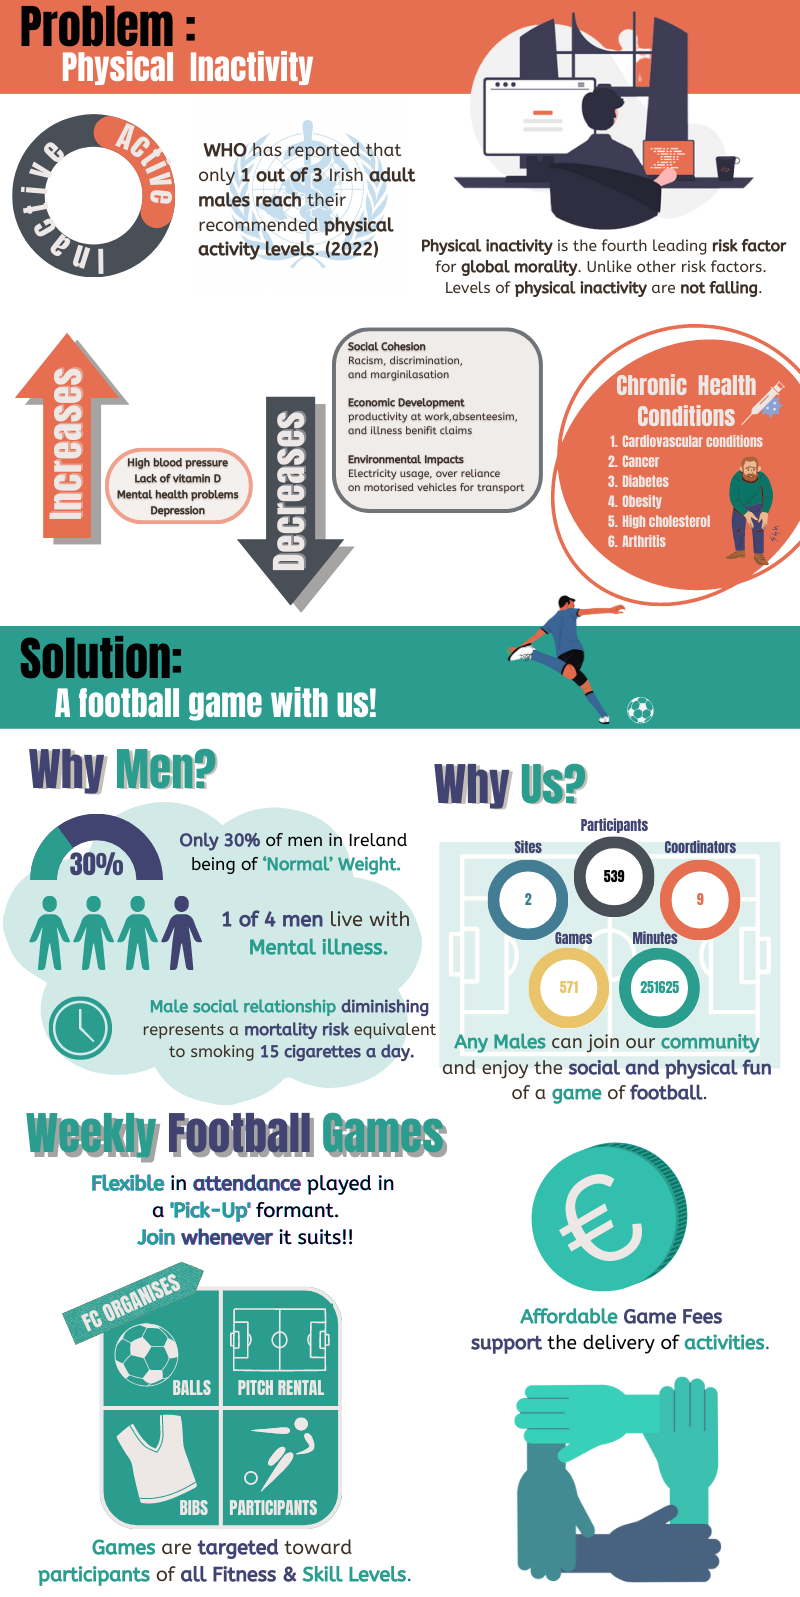 Problem :
Physical Inactivity
Active
Inactive
WHO has reported that
only 1 out of 3 Irish adult
males reach their
recommended physical
activity levels. (2022)
Physical inactivity is the fourth leading risk factor
for global morality. Unlike other risk factors.
Levels of physical inactivity are not falling.
Increases
High blood pressure
Lack of vitamin D
Mental health problems
Depression
Decreases
Social Cohesion
Racism, discrimination,
and marginilasation
Economic Development
productivity at work,absenteesim,
and illness benifit claims
Environmental Impacts
Electricity usage, over reliance
on motorised vehicles for transport
Chronic Health
Conditions
1. Cardiovascular conditions
2. Cancer
3. Diabetes
4. Obesity
5. High cholesterol
6. Arthritis
Solution:
A football game with us!
Why Men?
30%
Only 30% of men in Ireland
being of ‘Normal’ Weight.
1 of 4 men live with
Mental illness.
Male social relationship diminishing
represents a mortality risk equivalent
to smoking 15 cigarettes a day.
Why Us?
Participants
539
Sites
2
Coordinators
9
Games
571
Minutes
251625
Any Males can join our community
and enjoy the social and physical fun
of a game of football.
Weekly Football Games
Flexible in attendance played in
a 'Pick-Up' formant.
Join whenever it suits!!
FC ORGANISES
BALLS
PITCH RENTAL
BIBS
PARTICIPANTS
Games are targeted toward
participants of all Fitness & Skill Levels.
€
Affordable Game Fees
support the delivery of activities.